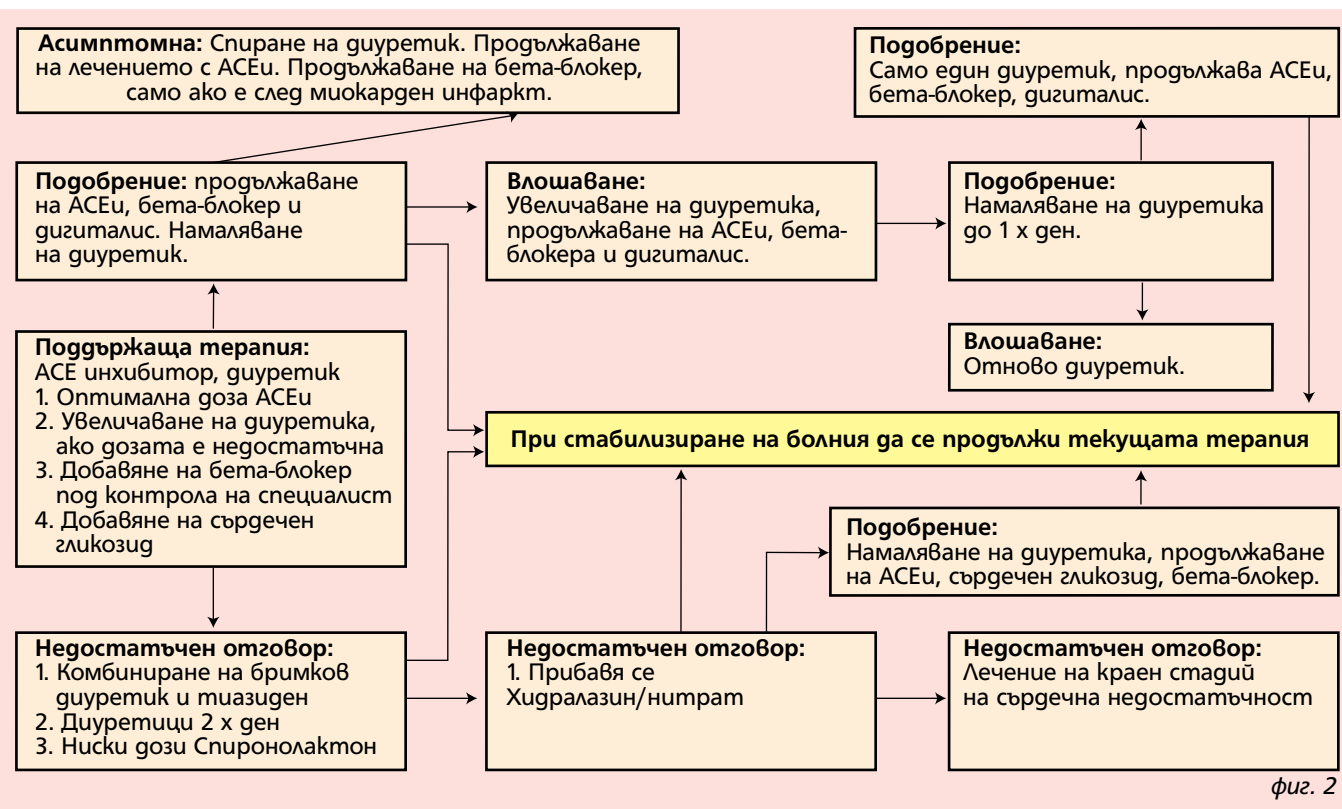 Асимптомна: Спиране на диуретик. Продължаване
на лечението с АСЕи. Продължаване на бета-блокер,
само ако е след миокарден инфаркт.
Подобрение:
Само един диуретик, продължава АСЕи,
бета-блокер, дигиталис.
Подобрение: продължаване
на АСЕи, бета-блокер и
дигиталис. Намаляване
на диуретик.
Влошаване:
Увеличаване на диуретика,
продължаване на АСЕи, бета-
блокера и дигиталис.
Подобрение:
Намаляване на диуретика
до 1 х ден.
Поддържаща терапия:
АСЕ инхибитор, диуретик
1. Оптимална доза АСЕи
2. Увеличаване на диуретика,
ако дозата е недостатъчна
3. Добавяне на бета-блокер
под контрола на специалист
4. Добавяне на сърдечен
гликозид
Влошаване:
Отново диуретик.
При стабилизиране на болния да се продължи текущата терапия
Подобрение:
Намаляване на диуретика, продължаване
на АСЕи, сърдечен гликозид, бета-блокер.
Недостатъчен отговор:
1. Комбиниране на бримков
диуретик и тиазиден
2. Диуретици 2 х ден
3. Ниски дози Спиронолактон
Недостатъчен отговор:
1. Прибавя се
Хидралазин/нитрат
Недостатъчен отговор:
Лечение на краен стадий
на сърдечна недостатъчност
фиг. 2